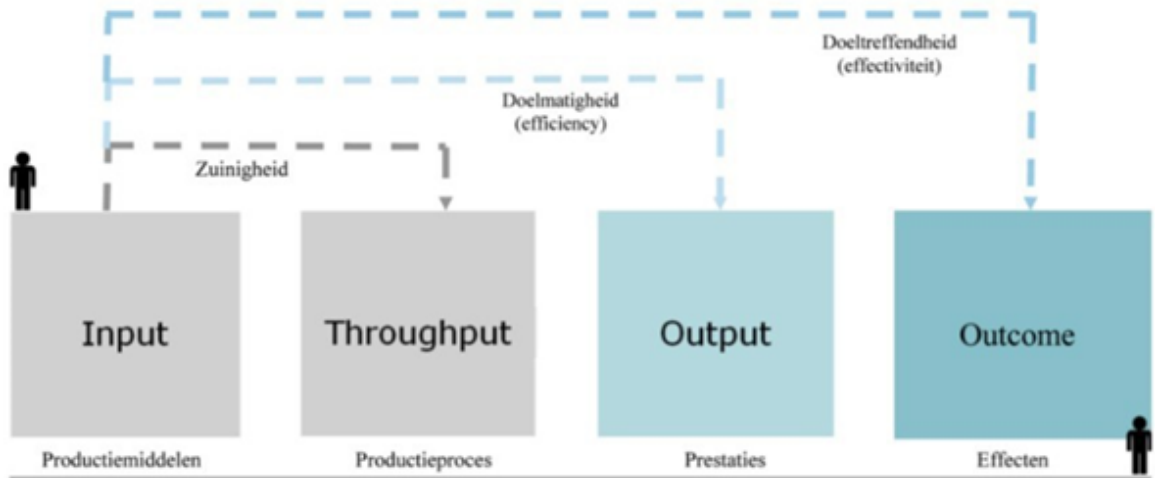 Doeltreffendheid
(effectiviteit)
Doelmatigheid
(efficiency)
Zuinigheid
Input
Throughput
Output
Outcome
Productiemiddelen
Productieproces
Prestaties
Effecten